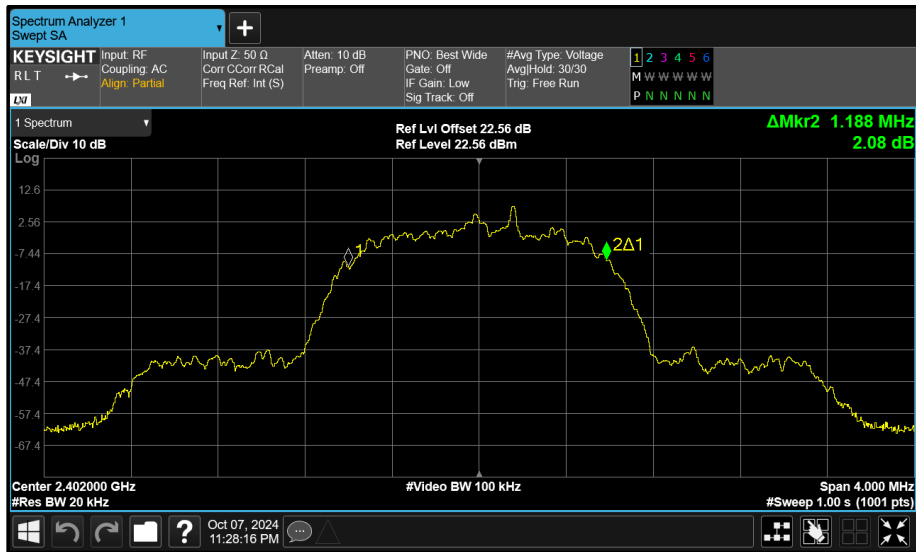 Spectrum Analyzer 1
Swept SA
KEYSIGHT
R L T
LXI
Input: RF
Coupling: AC
Align: Partial
Input Z: 50 Ω
Corr CCorr RCal
Freq Ref: Int (S)
Atten: 10 dB
Preamp: Off
PNO: Best Wide
Gate: Off
IF Gain: Low
Sig Track: Off
#Avg Type: Voltage
Avg|Hold: 30/30
Trig: Free Run
1 2 3 4 5 6
M W W W W W
P N N N N N
1 Spectrum
Scale/Div 10 dB
Ref Lvl Offset 22.56 dB
Ref Level 22.56 dBm
ΔMkr2 1.188 MHz
2.08 dB
Log
12.6
2.56
-7.44
-17.4
-27.4
-37.4
-47.4
-57.4
-67.4
1
2Δ1
Center 2.402000 GHz
#Video BW 100 kHz
Span 4.000 MHz
#Res BW 20 kHz
#Sweep 1.00 s (1001 pts)
?
Oct 07, 2024
11:28:16 PM